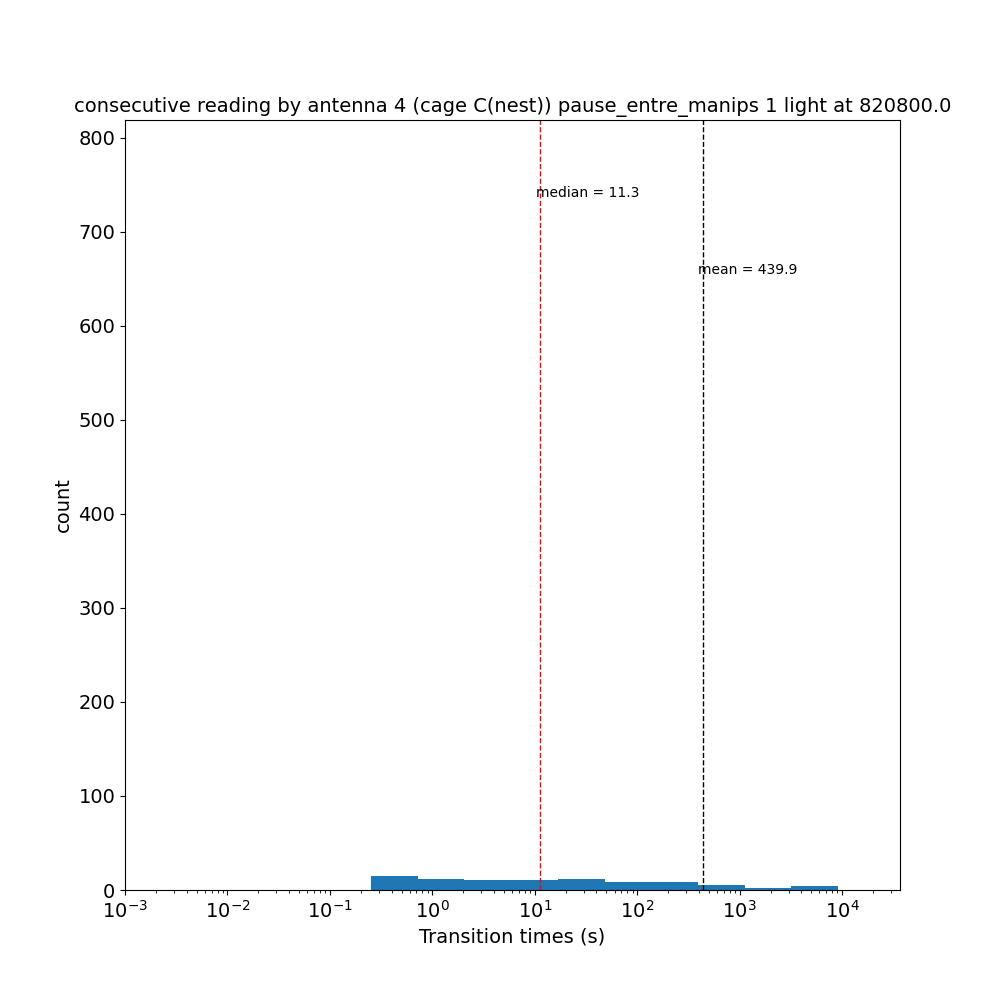 consecutive reading by antenna 4 (cage C(nest)) pause_entre_manips 1 light at 820800.0
800
median = 11.3
700
mean = 439.9
600
500
count
400
300
200
100
0
10⁻³ 10⁻² 10⁻¹ 10⁰ 10¹ 10² 10³ 10⁴
Transition times (s)